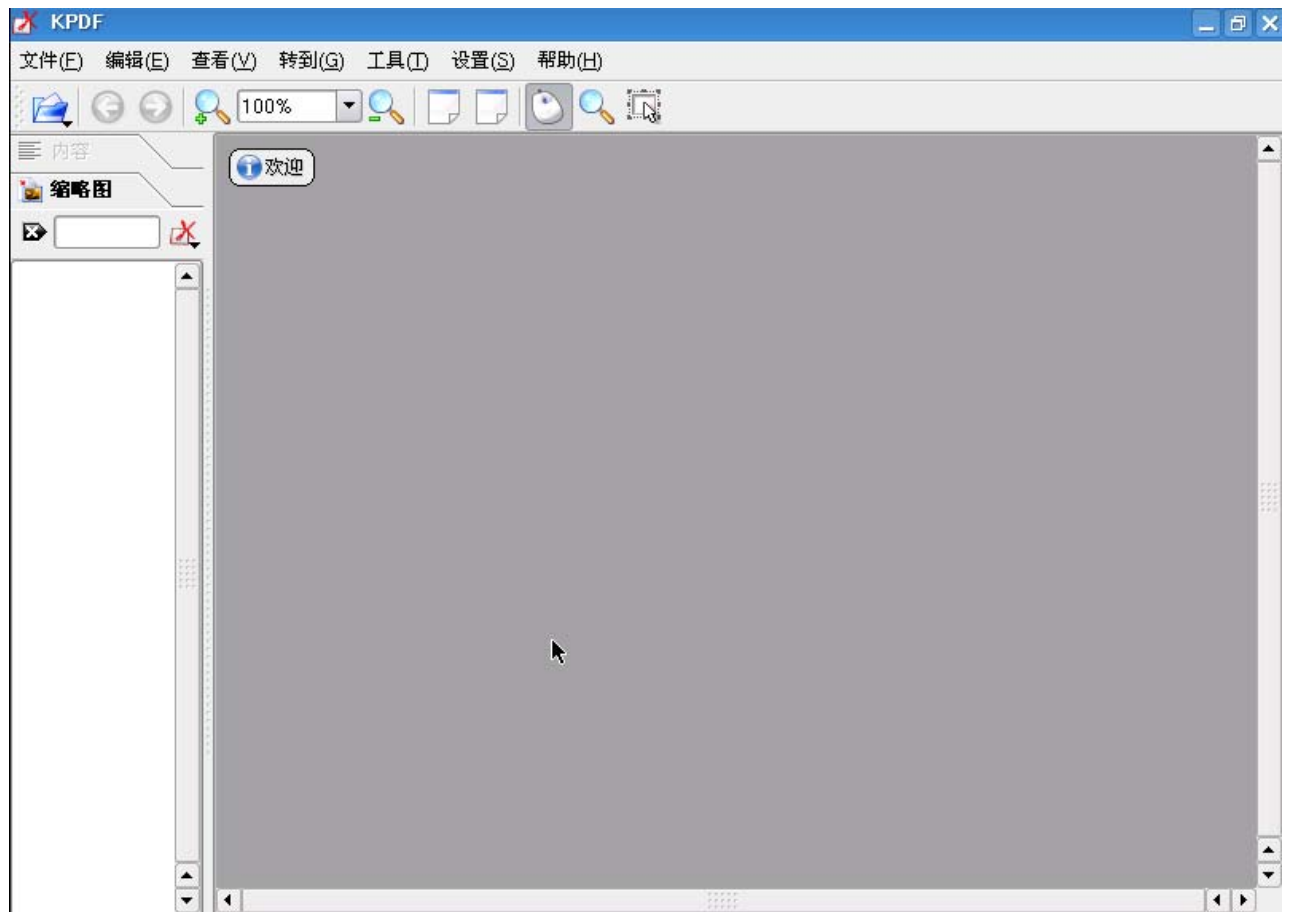 KPDF
文件(F) 编辑(E) 查看(V) 转到(G) 工具(T) 设置(S) 帮助(H)
100%
内容
欢迎
缩略图